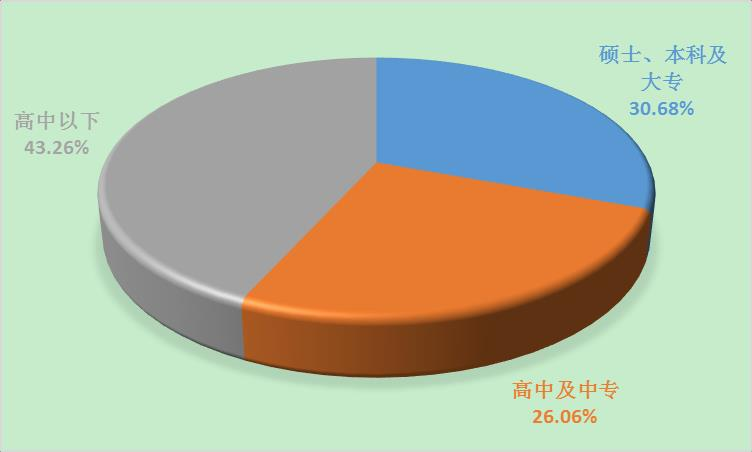 硕士、本科及
大专
30.68%
高中以下
43.26%
高中及中专
26.06%